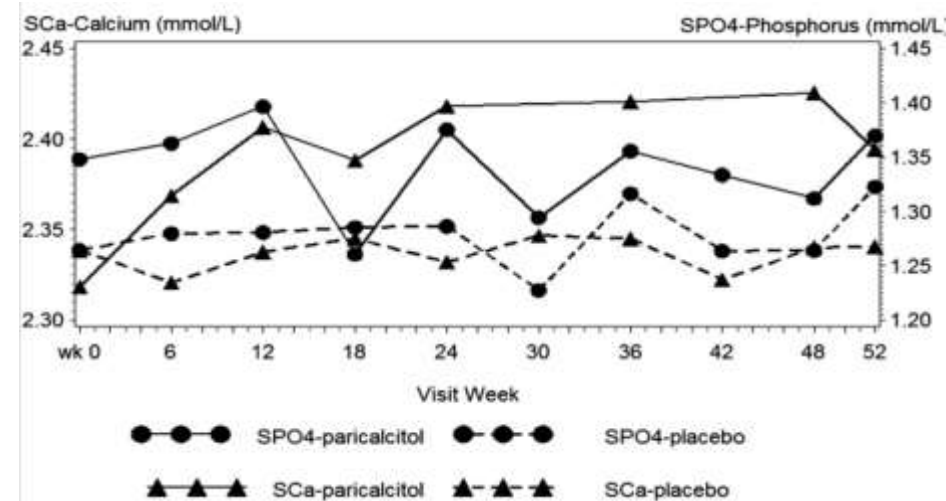 SCa-Calcium (mmol/L) SPO4-Phosphorus (mmol/L)
2.45 1.45
1.40
2.40
1.35
2.35 1.30
1.25
2.30 1.20
wk 0 6 12 18 24 30 36 42 48 52
Visit Week
SPO4-paricalcitol SPO4-placebo
SCa-paricalcitol SCa-placebo